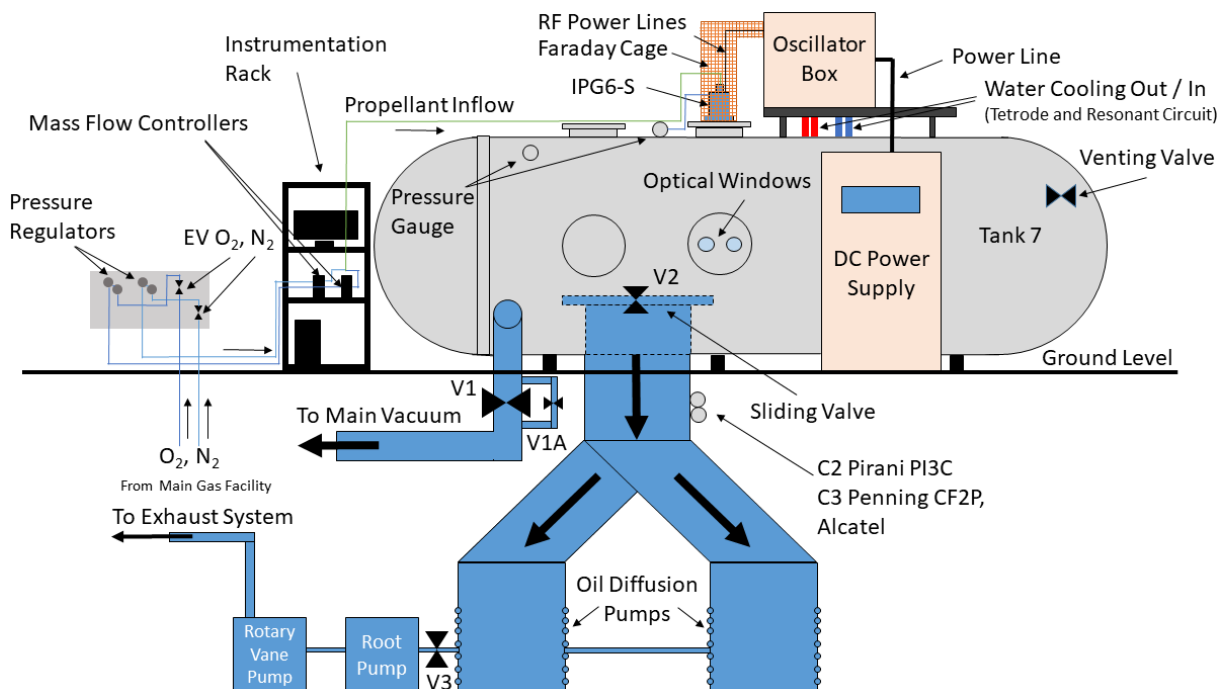 Instrumentation
Rack
RF Power Lines
Faraday Cage
IPG6-S
Oscillator
Box
Power Line
Water Cooling Out / In
(Tetrode and Resonant Circuit)
Propellant Inflow
Mass Flow Controllers
Pressure
Regulators
EV O₂, N₂
Pressure
Gauge
Optical Windows
Venting Valve
Tank 7
DC Power
Supply
V2
Ground Level
V1
V1A
Sliding Valve
To Main Vacuum
O₂, N₂
From Main Gas Facility
C2 Pirani PI3C
C3 Penning CF2P,
Alcatel
To Exhaust System
Oil Diffusion
Pumps
Rotary
Vane
Pump
Root
Pump
V3